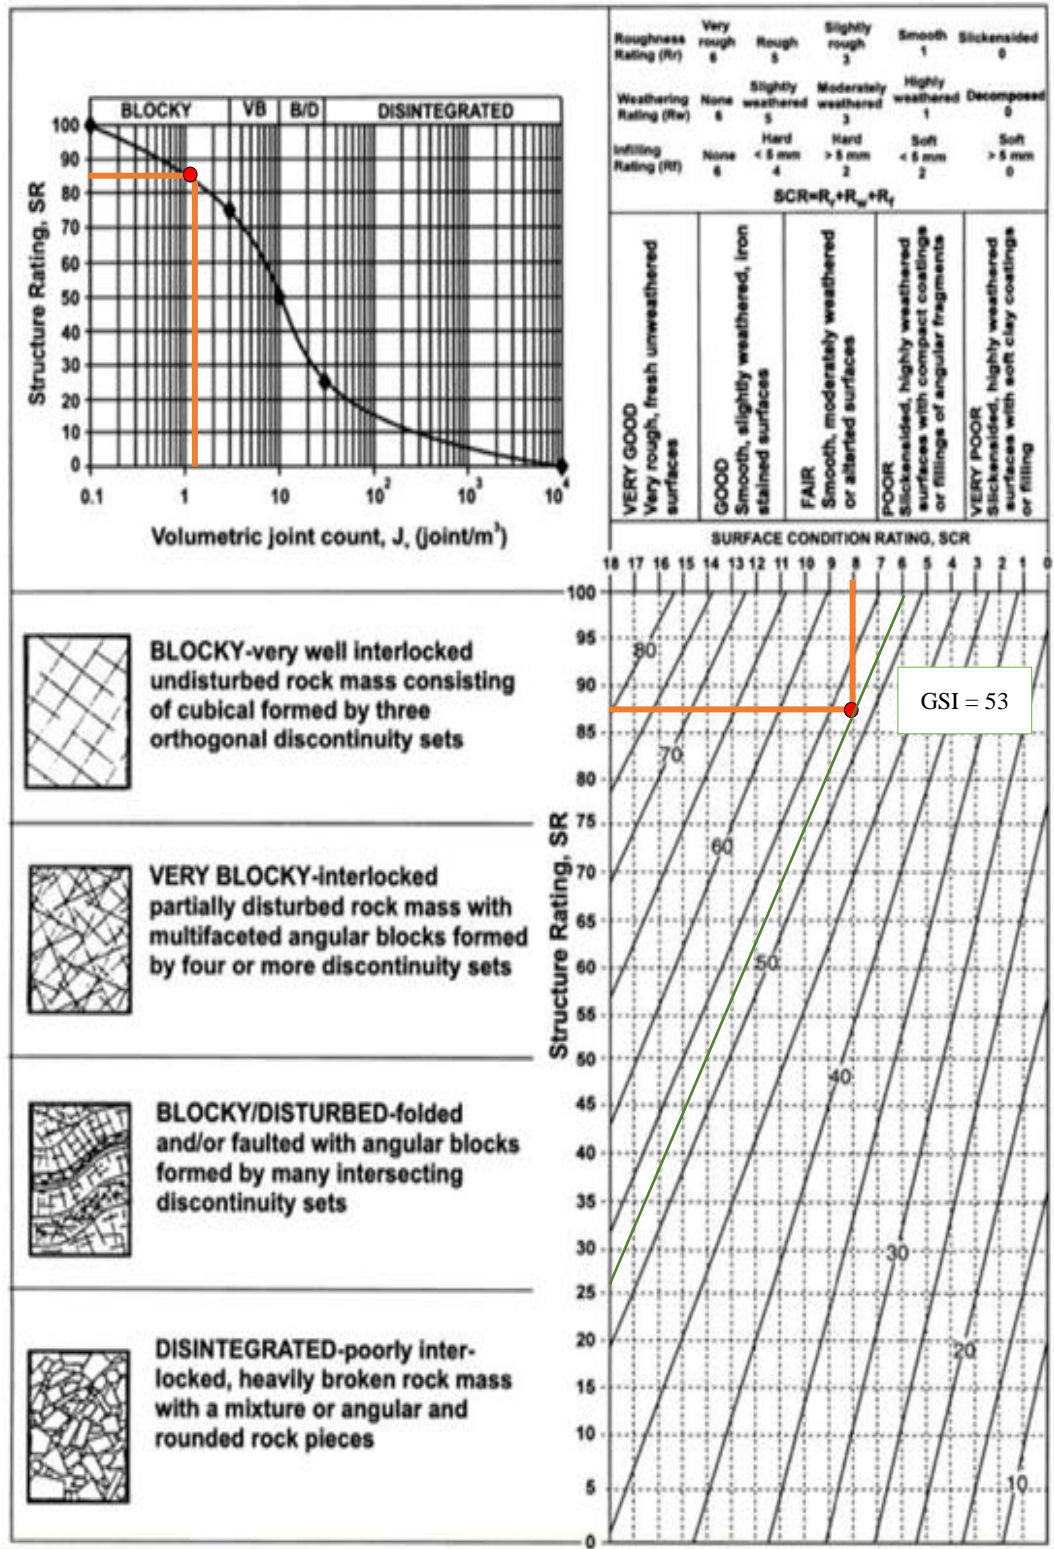 BLOCKY VB B/D DISINTEGRATED
100
90
80
70
60
50
40
30
20
10
0
Structure Rating, SR
0.1 1 10 10² 10³ 10⁴
Volumetric joint count, Jᵥ (joint/m³)
Roughness Rating (Rr)
Very rough 6
Rough 5
Slightly rough 3
Smooth 1
Slickensided 0
Weathering Rating (Rw)
None 6
Slightly weathered 5
Moderately weathered 3
Highly weathered 1
Decomposed 0
Infilling Rating (Rf)
None 6
Hard < 5 mm 4
Hard > 5 mm 2
Soft < 5 mm 2
Soft > 5 mm 0
SCR=Rr+Rw+Rf
VERY GOOD
Very rough, fresh unweathered
surfaces
GOOD
Smooth, slightly weathered, iron
stained surfaces
FAIR
Smooth, moderately weathered
or alterted surfaces
POOR
Slickensided, highly weathered
surfaces with compact coatings
or fillings of angular fragments
VERY POOR
Slickensided, highly weathered
surfaces with soft clay coatings
or filling
SURFACE CONDITION RATING, SCR
18 17 16 15 14 13 12 11 10 9 8 7 6 5 4 3 2 1 0
BLOCKY-very well interlocked
undisturbed rock mass consisting
of cubical formed by three
orthogonal discontinuity sets
VERY BLOCKY-interlocked
partially disturbed rock mass with
multifaceted angular blocks formed
by four or more discontinuity sets
BLOCKY/DISTURBED-folded
and/or faulted with angular blocks
formed by many intersecting
discontinuity sets
DISINTEGRATED-poorly inter-
locked, heavily broken rock mass
with a mixture or angular and
rounded rock pieces
Structure Rating, SR
100
95
90
85
80
75
70
65
60
55
50
45
40
35
30
25
20
15
10
5
0
80
70
60
50
40
30
20
10
GSI = 53